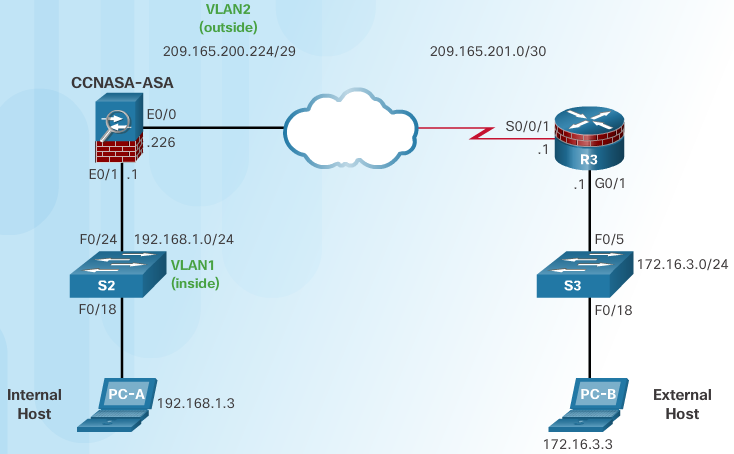 VLAN2
(outside)
209.165.200.224/29
209.165.201.0/30
CCNASA-ASA
E0/0
.226
S0/0/1
.1
R3
E0/1
.1
.1
G0/1
F0/24
192.168.1.0/24
F0/5
VLAN1
(inside)
172.16.3.0/24
S2
S3
F0/18
F0/18
Internal
Host
PC-A
192.168.1.3
PC-B
External
Host
172.16.3.3